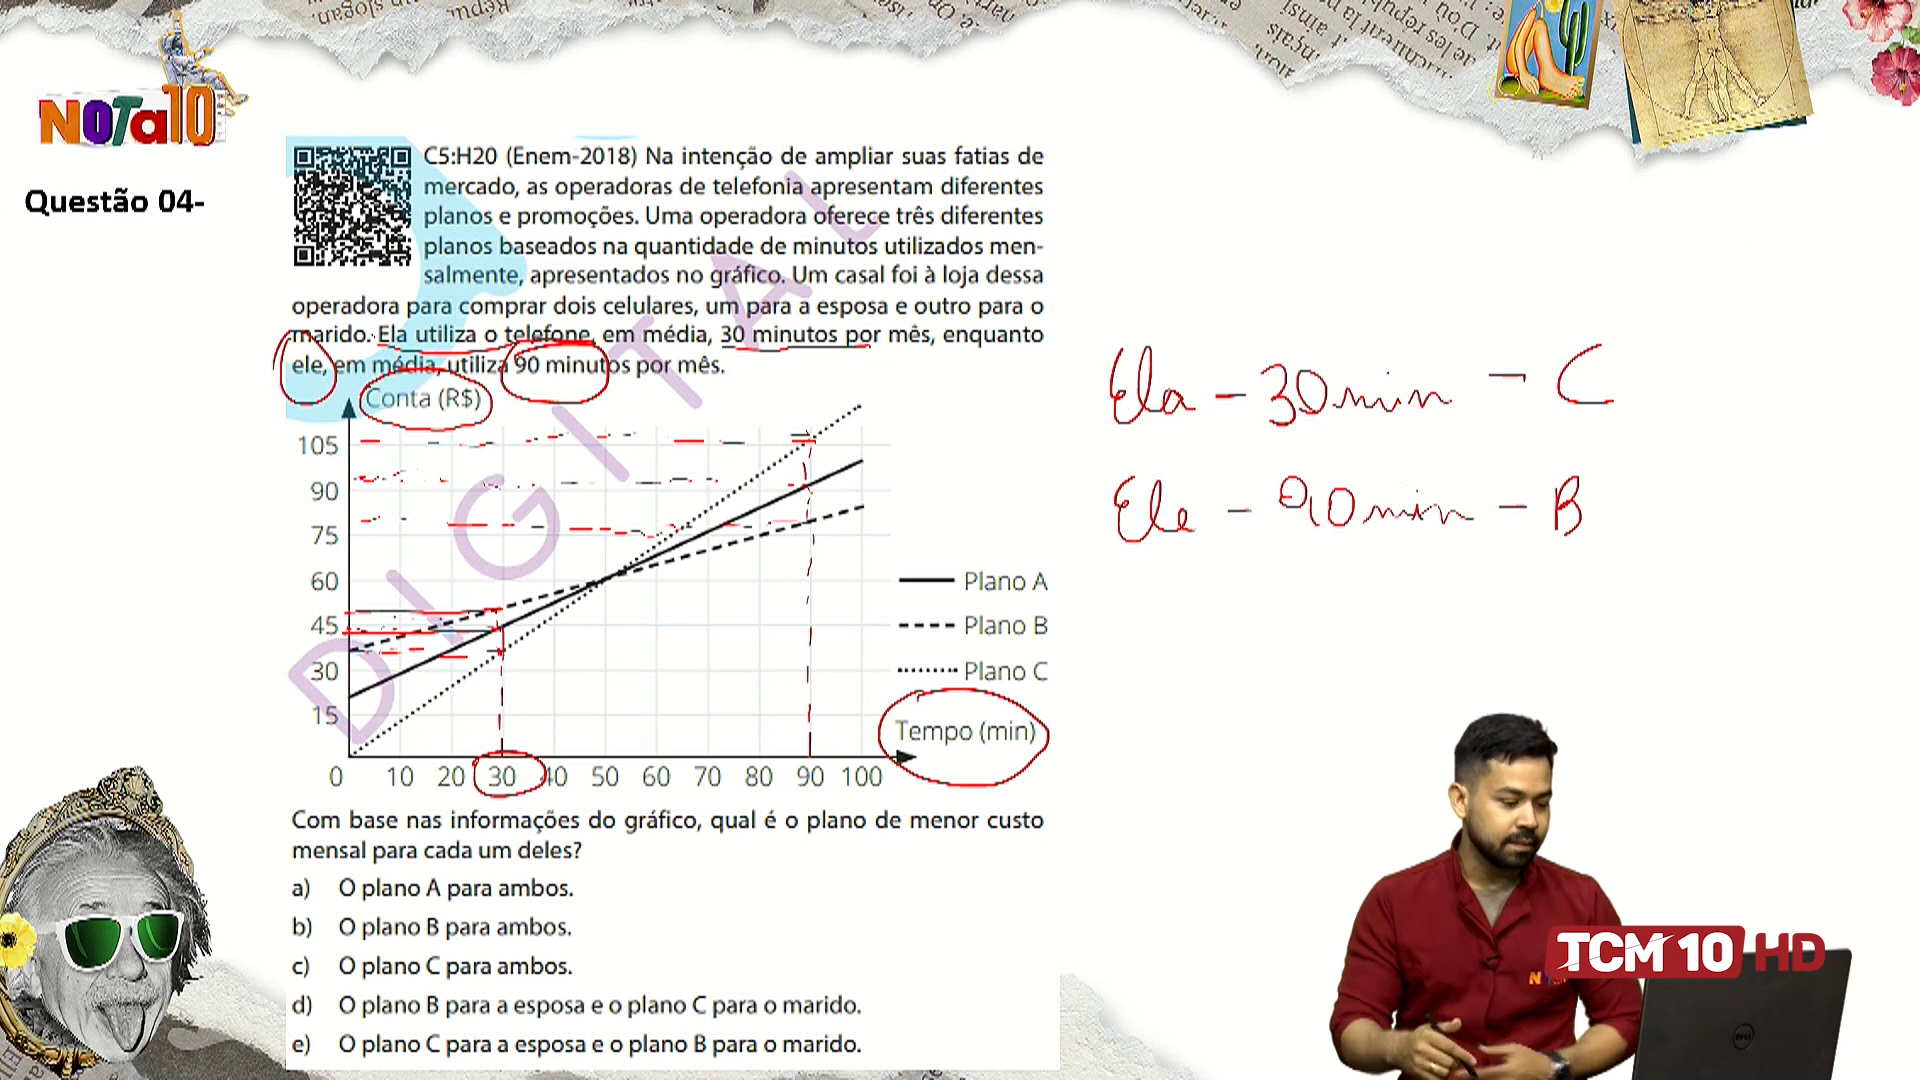 NOTa10
Questão 04-
C5:H20 (Enem-2018) Na intenção de ampliar suas fatias de
mercado, as operadoras de telefonia apresentam diferentes
planos e promoções. Uma operadora oferece três diferentes
planos baseados na quantidade de minutos utilizados men-
salmente, apresentados no gráfico. Um casal foi à loja dessa
operadora para comprar dois celulares, um para a esposa e outro para o
marido. Ela utiliza o telefone, em média, 30 minutos por mês, enquanto
ele, em média, utiliza 90 minutos por mês.
Conta (R$)
105
90
75
60
45
30
15
0 10 20 30 40 50 60 70 80 90 100
Plano A
Plano B
Plano C
Tempo (min)
DIGITAL
Ela - 30 min - C
Ele - 90 min - B
Com base nas informações do gráfico, qual é o plano de menor custo
mensal para cada um deles?
a) O plano A para ambos.
b) O plano B para ambos.
c) O plano C para ambos.
d) O plano B para a esposa e o plano C para o marido.
e) O plano C para a esposa e o plano B para o marido.
TCM 10 HD
DELL